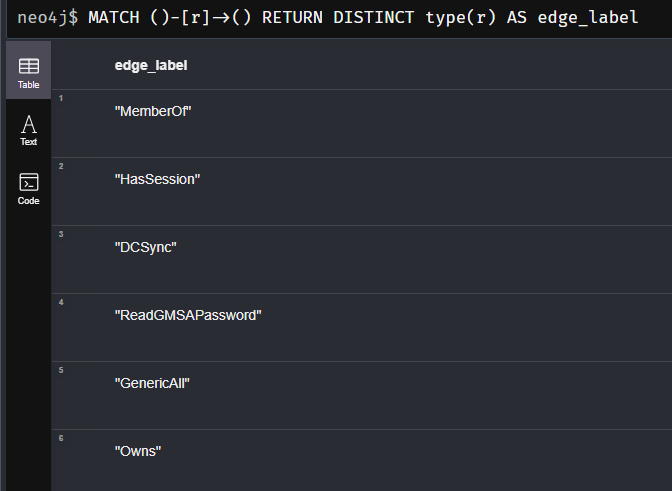 neo4j$ MATCH ()-[r]→() RETURN DISTINCT type(r) AS edge_label
Table
Text
Code
edge_label
1
"MemberOf"
2
"HasSession"
3
"DCSync"
4
"ReadGMSAPassword"
5
"GenericAll"
6
"Owns"